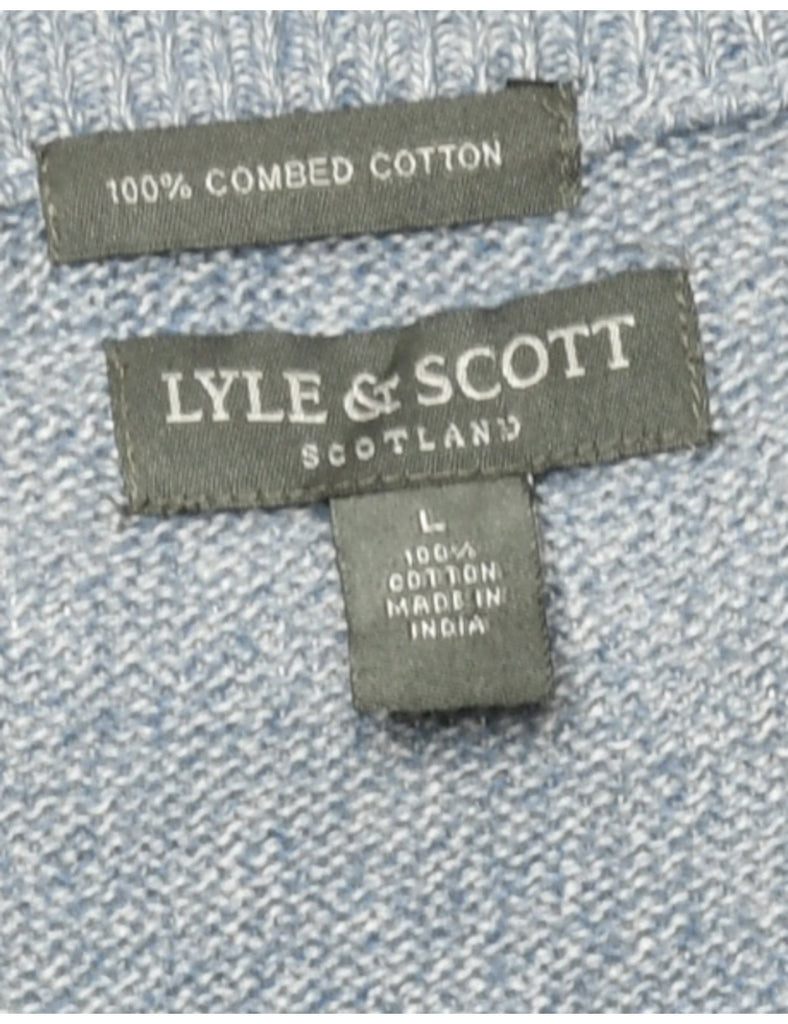 100% COMBED COTTON
LYLE & SCOTT
SCOTLAND
L
100%
COTTON
MADE IN
INDIA